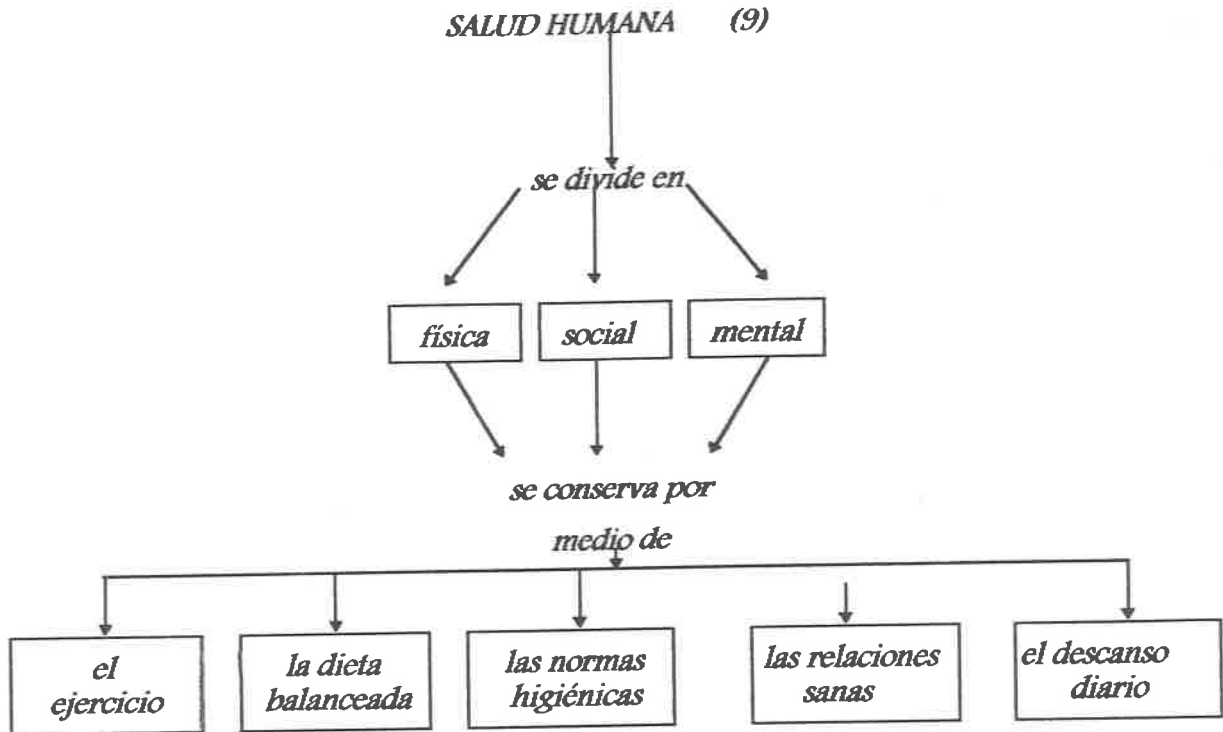 SALUD HUMANA (9)
se divide en
física
social
mental
se conserva por
medio de
el
ejercicio
la dieta
balanceada
las normas
higiénicas
las relaciones
sanas
el descanso
diario